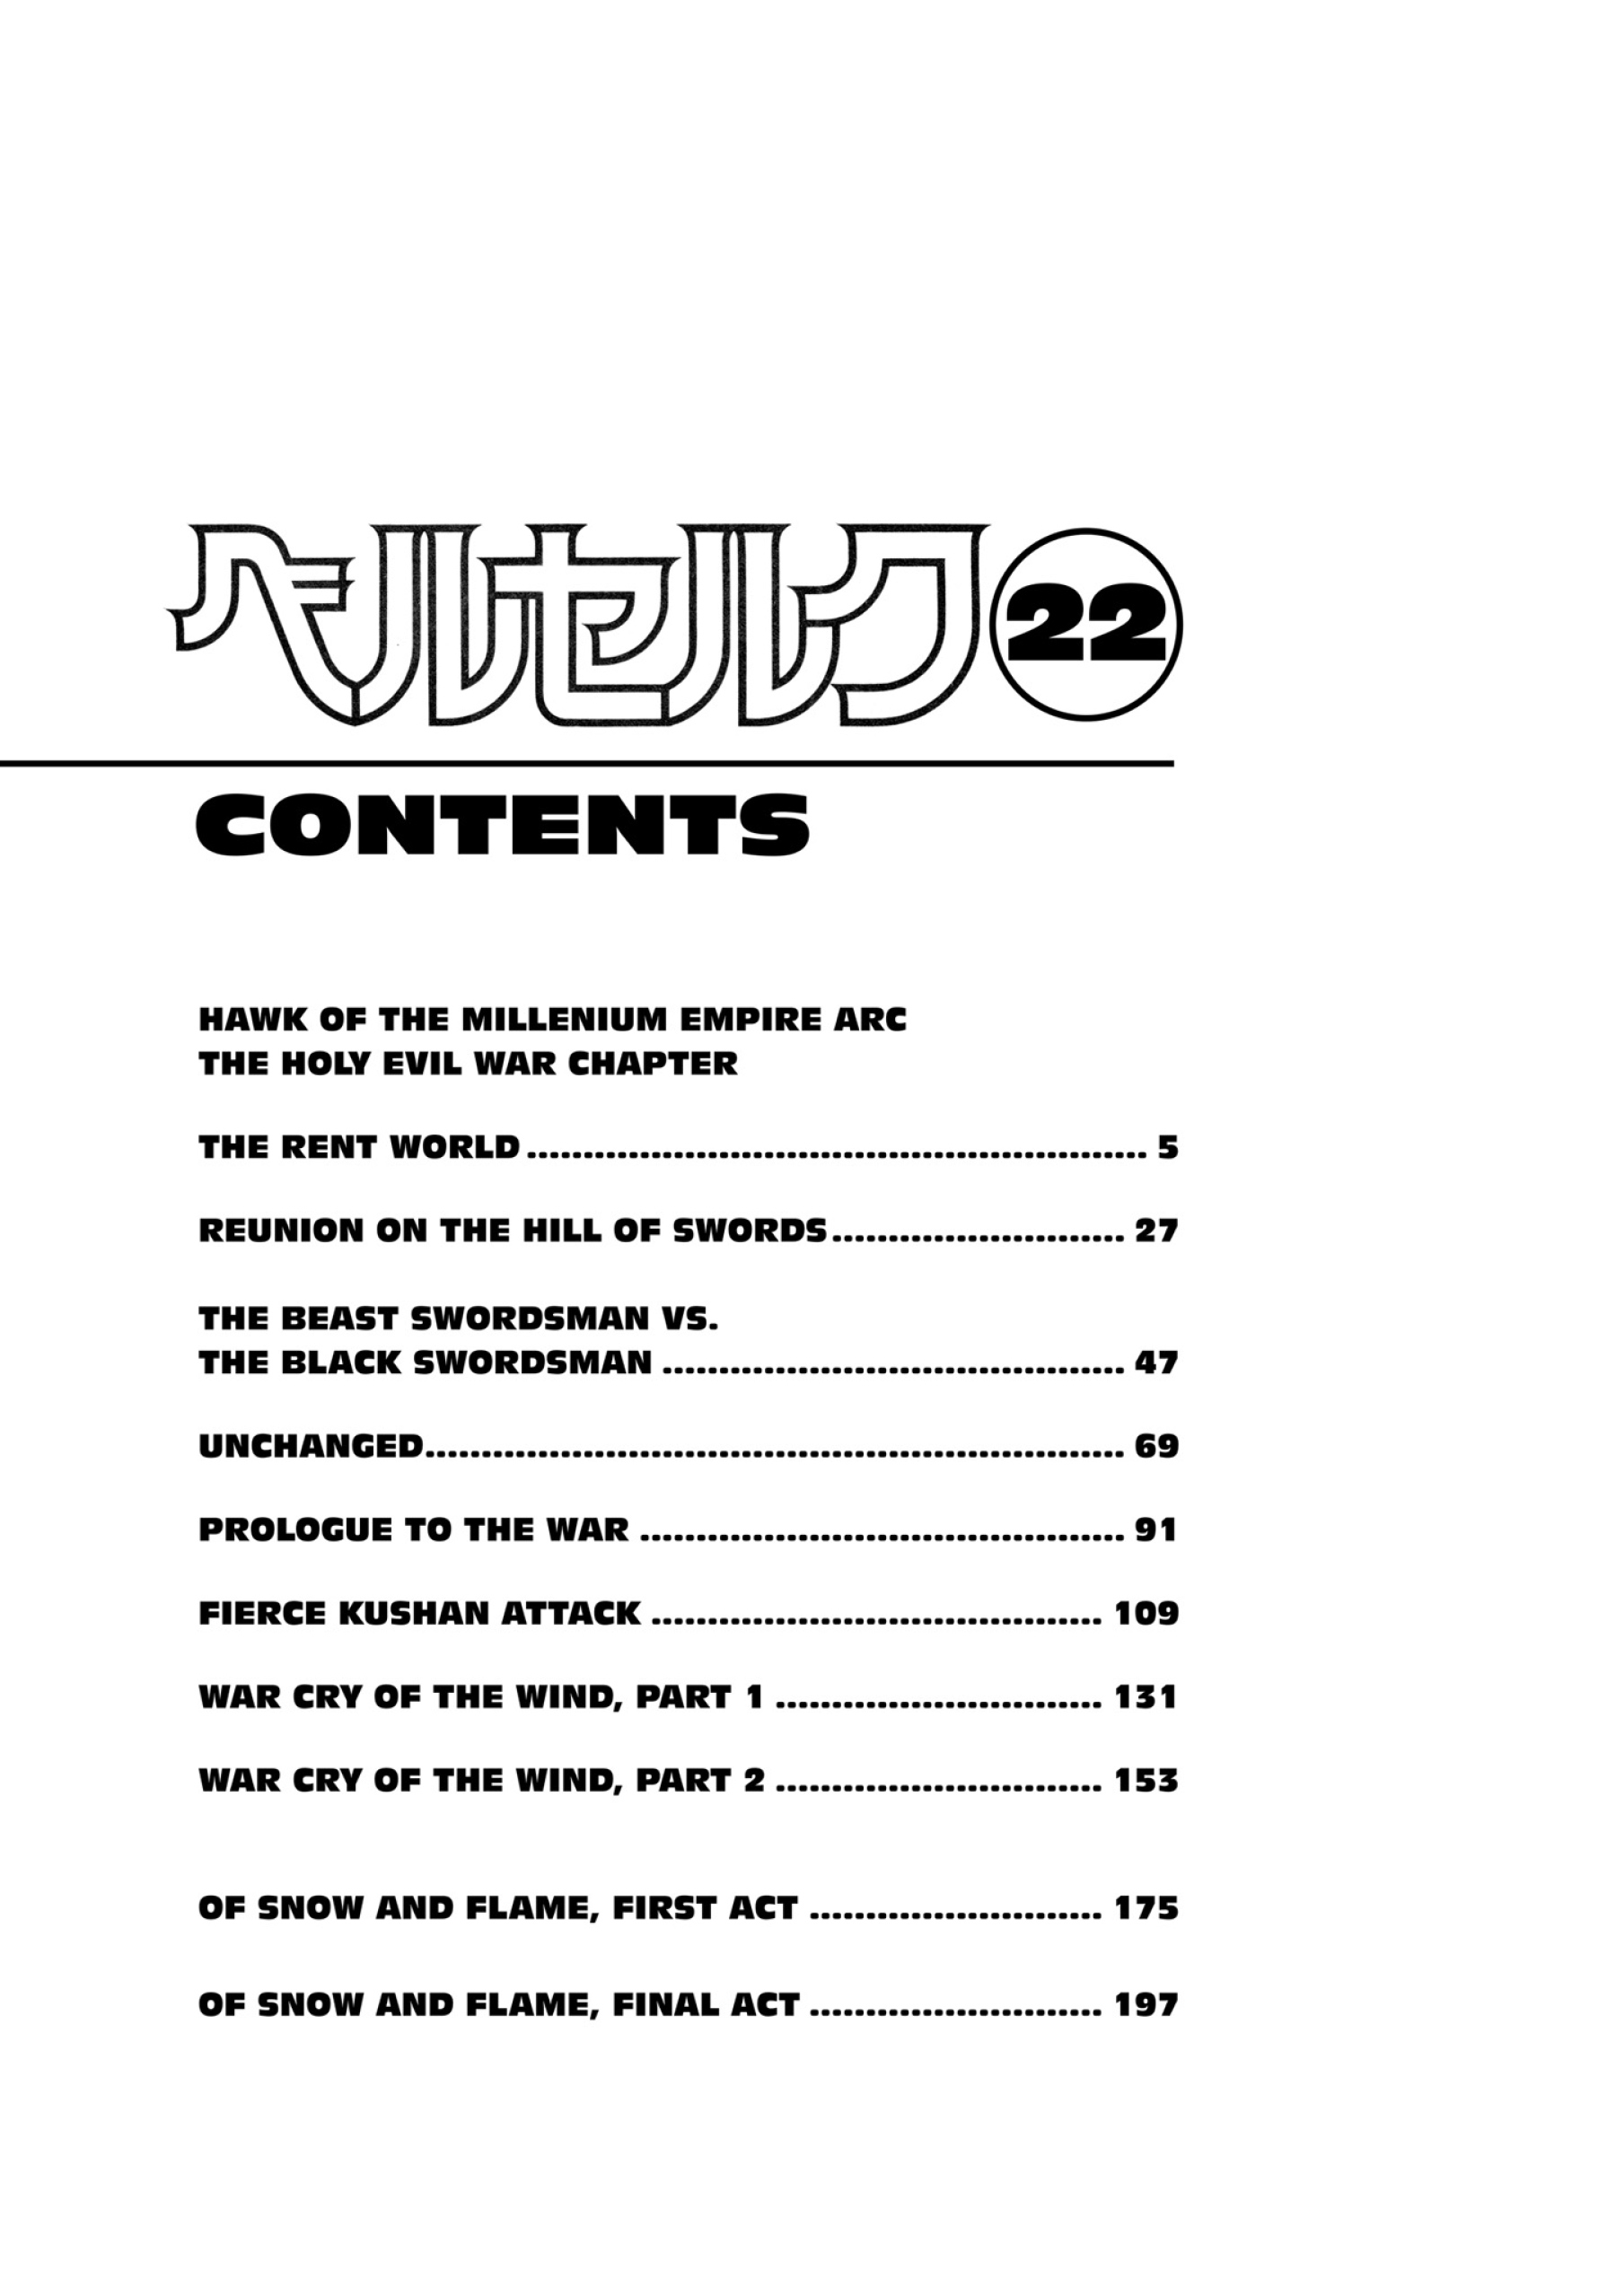 ベルセルク 22
CONTENTS
HAWK OF THE MILLENIUM EMPIRE ARC
THE HOLY EVIL WAR CHAPTER
THE RENT WORLD ........................................................ 5
REUNION ON THE HILL OF SWORDS .......................... 27
THE BEAST SWORDSMAN VS.
THE BLACK SWORDSMAN ......................................... 47
UNCHANGED .............................................................. 69
PROLOGUE TO THE WAR ........................................... 91
FIERCE KUSHAN ATTACK ........................................ 109
WAR CRY OF THE WIND, PART 1 ............................. 131
WAR CRY OF THE WIND, PART 2 ............................. 153
OF SNOW AND FLAME, FIRST ACT .......................... 175
OF SNOW AND FLAME, FINAL ACT .......................... 197